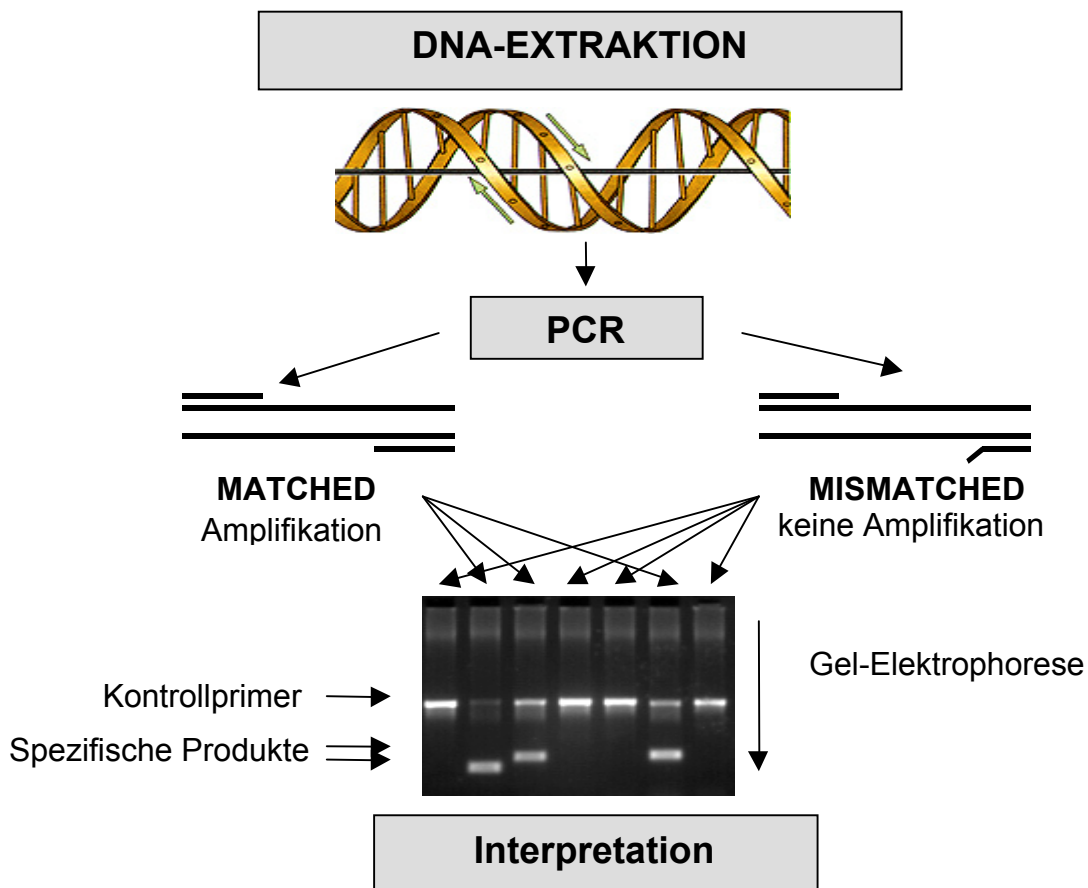 DNA-EXTRAKTION
PCR
MATCHED
Amplifikation
MISMATCHED
keine Amplifikation
Gel-Elektrophorese
Kontrollprimer
Spezifische Produkte
Interpretation